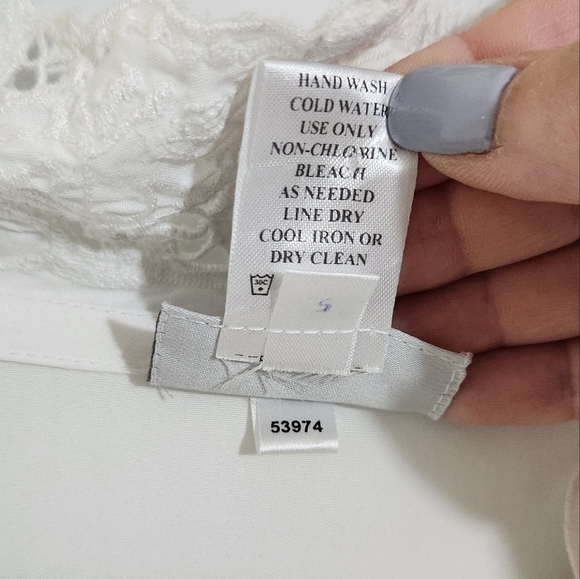 HAND WASH
COLD WATER
USE ONLY
NON-CHLORINE
BLEACH
AS NEEDED
LINE DRY
COOL IRON OR
DRY CLEAN
30C
S
53974